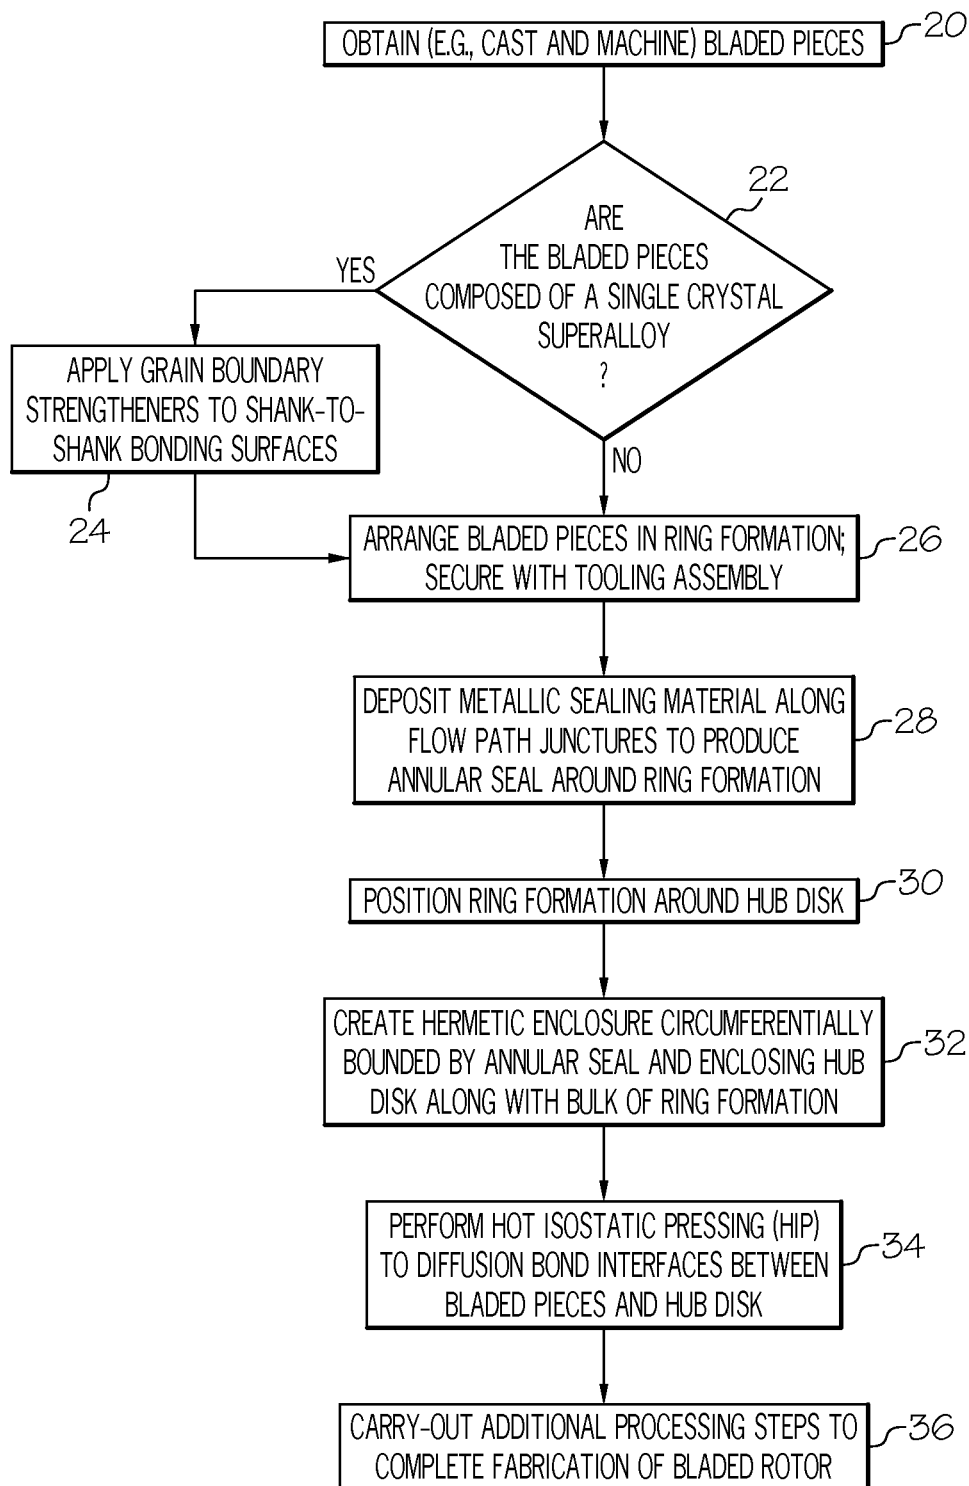 OBTAIN (E.G., CAST AND MACHINE) BLADED PIECES
20
22
ARE
THE BLADED PIECES
COMPOSED OF A SINGLE CRYSTAL
SUPERALLOY
?
YES
APPLY GRAIN BOUNDARY
STRENGTHENERS TO SHANK-TO-
SHANK BONDING SURFACES
24
NO
ARRANGE BLADED PIECES IN RING FORMATION;
SECURE WITH TOOLING ASSEMBLY
26
DEPOSIT METALLIC SEALING MATERIAL ALONG
FLOW PATH JUNCTURES TO PRODUCE
ANNULAR SEAL AROUND RING FORMATION
28
POSITION RING FORMATION AROUND HUB DISK
30
CREATE HERMETIC ENCLOSURE CIRCUMFERENTIALLY
BOUNDED BY ANNULAR SEAL AND ENCLOSING HUB
DISK ALONG WITH BULK OF RING FORMATION
32
PERFORM HOT ISOSTATIC PRESSING (HIP)
TO DIFFUSION BOND INTERFACES BETWEEN
BLADED PIECES AND HUB DISK
34
CARRY-OUT ADDITIONAL PROCESSING STEPS TO
COMPLETE FABRICATION OF BLADED ROTOR
36